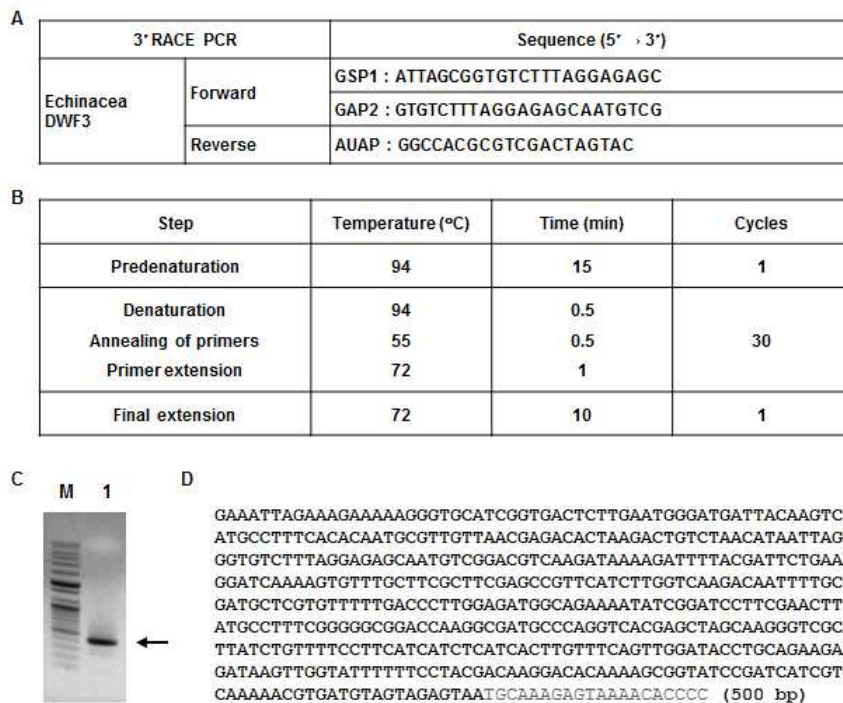 A
3' RACE PCR Sequence (5' → 3')
Echinacea DWF3 Forward GSP1 : ATTAGCGGTGTCTTTAGGAGAGC
GAP2 : GTGTCTTTAGGAGAGCAATGTCG
Reverse AUAP : GGCCACGCGTCGACTAGTAC
B
Step Temperature (°C) Time (min) Cycles
Predenaturation 94 15 1
Denaturation 94 0.5
Annealing of primers 55 0.5 30
Primer extension 72 1
Final extension 72 10 1
C D
M 1
GAAATTAGAAAGAAAAAGGGTGCATCGGTGACTCTTGAATGGGATGATTACAAGTC
ATGCCTTTCACACAATGCGTTGTTAACGAGACACTAAGACTGTCTAACATAATTAG
GGTGTCTTTAGGAGAGCAATGTCGGACGTCAAGATAAAAGATTTTACGATTCTGAA
GGATCAAAAGTGTTTGCTTCGCTTCGAGCCGTTCATCTTGGTCAAGACAATTTTGC
GATGCTCGTGTTTTTGACCCTTGGAGATGGCAGAAAATATCGGATCCTTCGAACTT
ATGCCTTTCGGGGGCGGACCAAGGCGATGCCCAGGTCACGAGCTAGCAAGGGTCGC
TTATCTGTTTTCCTTCATCATCTCATCACTTGTTTCAGTTGGATACCTGCAGAAGA
GATAAGTTGGTATTTTTTCCTACGACAAGGACACAAAAGCGGTATCCGATCATCGT
CAAAAACGTGATGTAGTAGAGTAATGCAAAGAGTAAAACACCCC (500 bp)